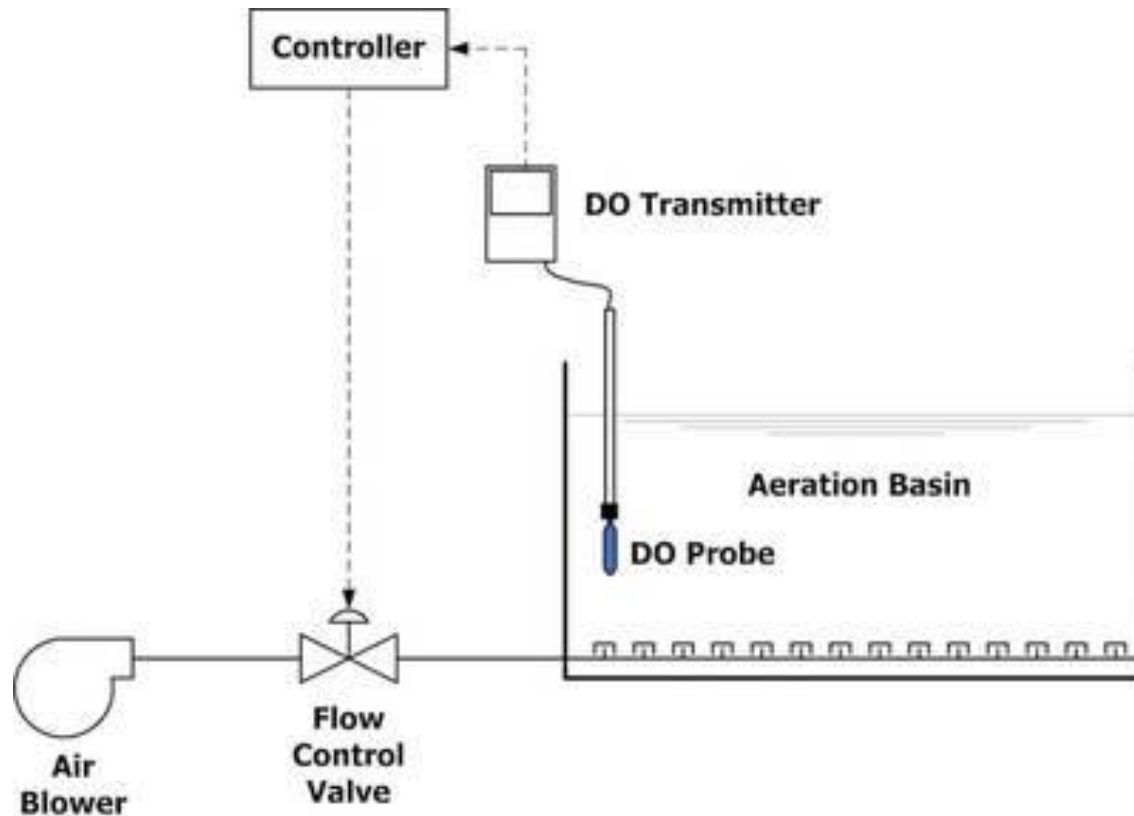 Controller
DO Transmitter
Aeration Basin
DO Probe
Flow
Control
Valve
Air
Blower